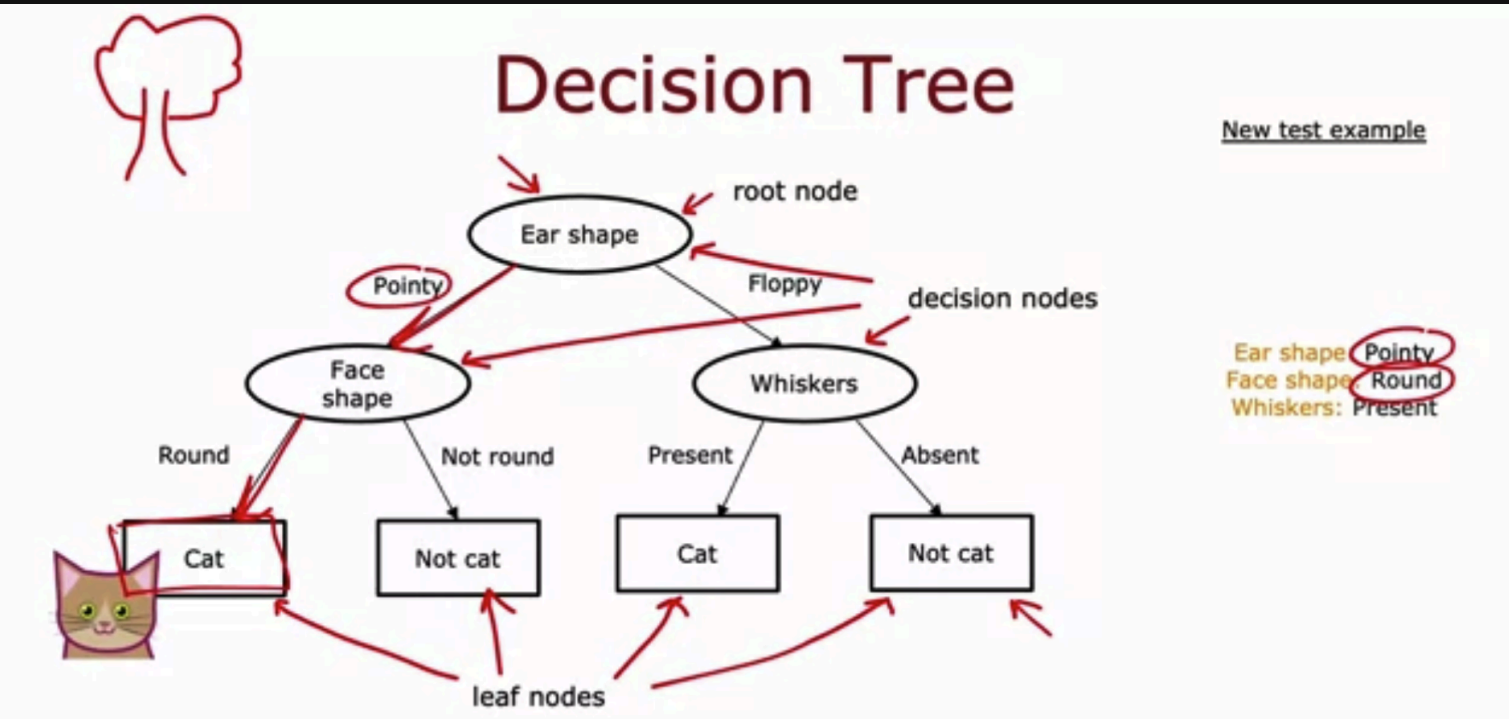 Decision Tree
New test example
root node
Ear shape
Pointy
Floppy
decision nodes
Face
shape
Whiskers
Ear shape: Pointy
Face shape: Round
Whiskers: Present
Round
Not round
Present
Absent
Cat
Not cat
Cat
Not cat
leaf nodes